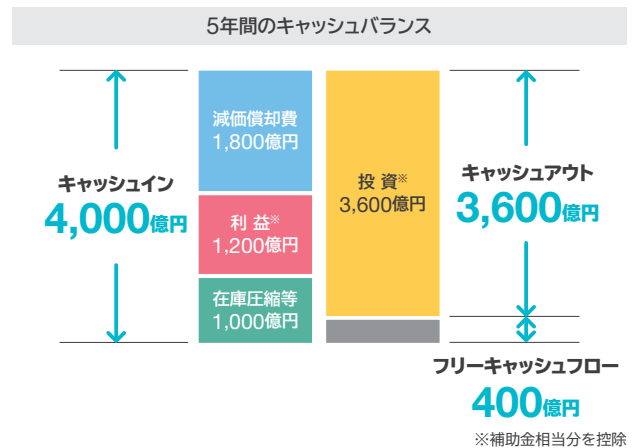 5年間のキャッシュバランス
キャッシュイン
4,000億円
減価償却費
1,800億円
利 益※
1,200億円
在庫圧縮等
1,000億円
投 資※
3,600億円
キャッシュアウト
3,600億円
フリーキャッシュフロー
400億円
※補助金相当分を控除